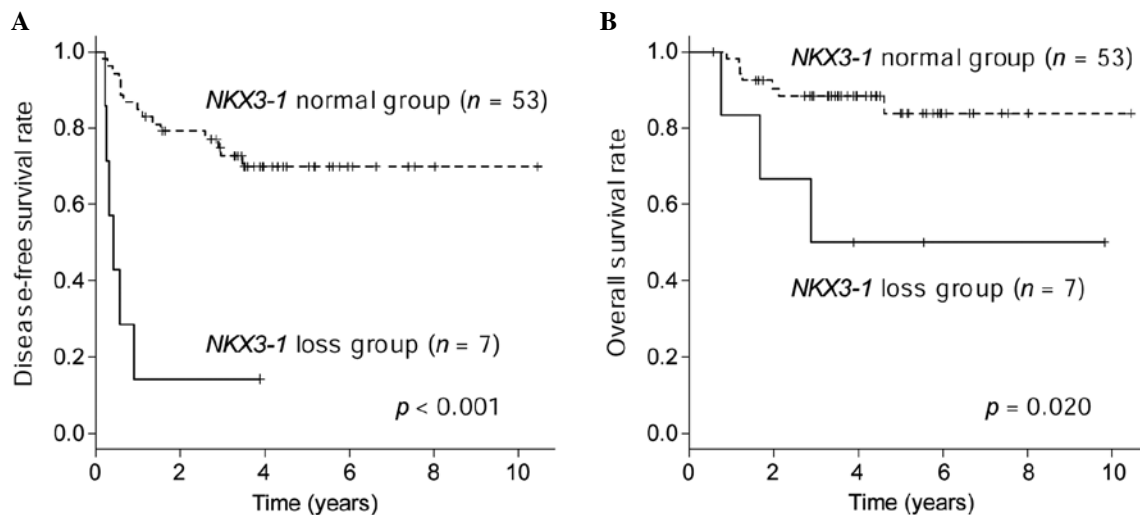 A
Disease-free survival rate
1.0
0.8
0.6
0.4
0.2
0.0
NKX3-1 normal group (n = 53)
NKX3-1 loss group (n = 7)
p < 0.001
0 2 4 6 8 10
Time (years)
B
Overall survival rate
1.0
0.8
0.6
0.4
0.2
0.0
NKX3-1 normal group (n = 53)
NKX3-1 loss group (n = 7)
p = 0.020
0 2 4 6 8 10
Time (years)